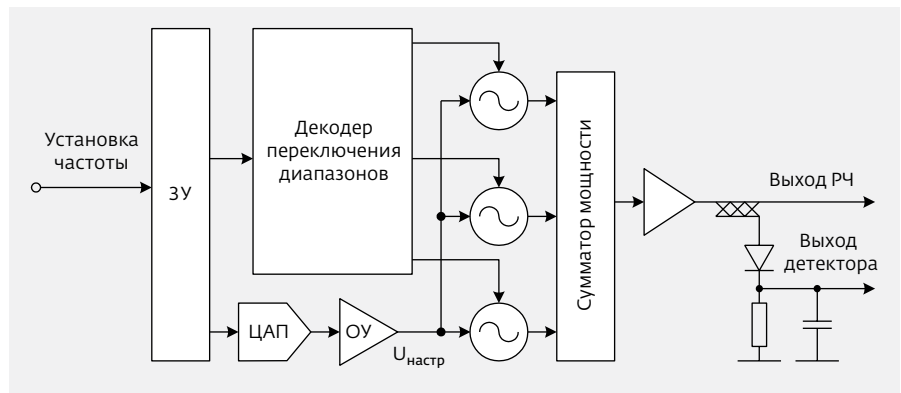 Установка
частоты
ЗУ
Декодер
переключения
диапазонов
ЦАП
ОУ
Uнастр
Сумматор мощности
Выход РЧ
Выход
детектора